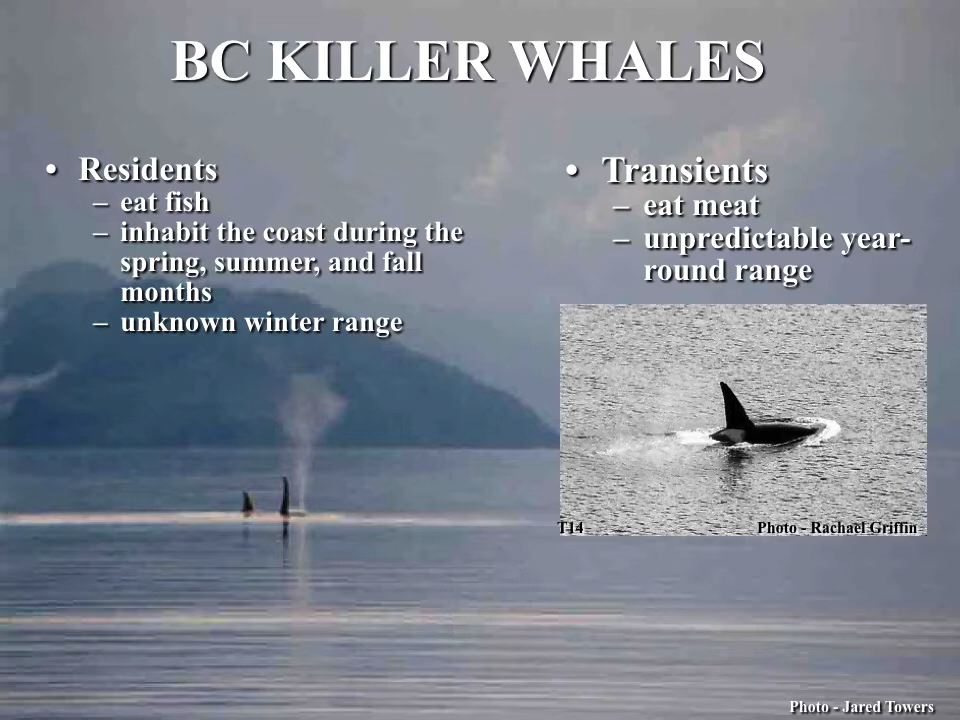 BC KILLER WHALES
• Residents
– eat fish
– inhabit the coast during the
spring, summer, and fall
months
– unknown winter range
• Transients
– eat meat
– unpredictable year-
round range
T14
Photo - Rachael Griffin
Photo - Jared Towers